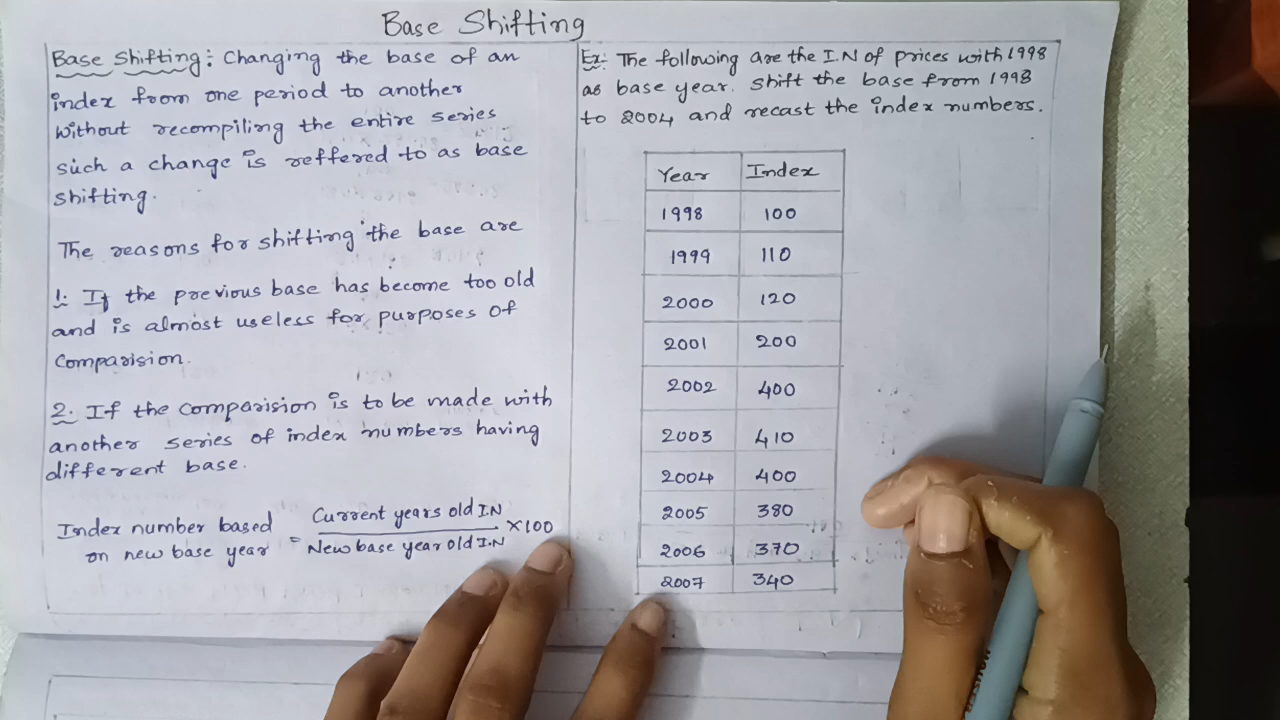 Base Shifting
Base Shifting: Changing the base of an
index from one period to another
without recompiling the entire series
such a change is reffered to as base
shifting.
The reasons for shifting the base are
1. If the previous base has become too old
and is almost useless for purposes of
comparision.
2. If the comparision is to be made with
another series of index numbers having
different base.
Index number based on new base year = Current years old I.N / New base year old I.N × 100
Ex:- The following are the I.N of prices with 1998
as base year. Shift the base from 1998
to 2004 and recast the index numbers.
Year Index
1998 100
1999 110
2000 120
2001 200
2002 400
2003 410
2004 400
2005 380
2006 370
2007 340